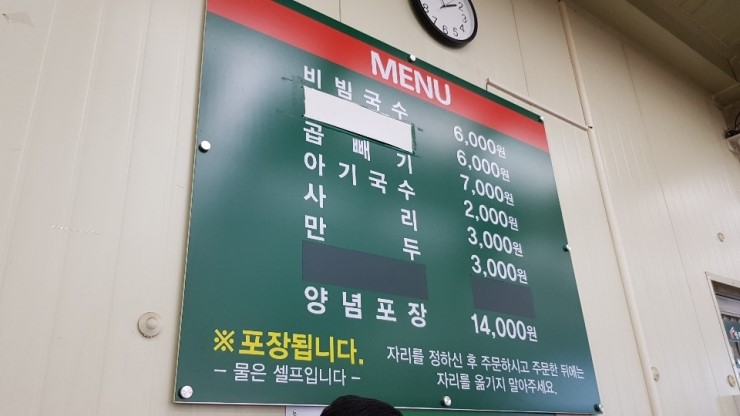 MENU
비빔국수 6,000원
6,000원
곱빼기 7,000원
아기국수 2,000원
사리 3,000원
만두 3,000원
양념포장 14,000원
※포장됩니다.
- 물은 셀프입니다 -
자리를 정하신 후 주문하시고 주문한 뒤에는
자리를 옮기지 말아주세요.